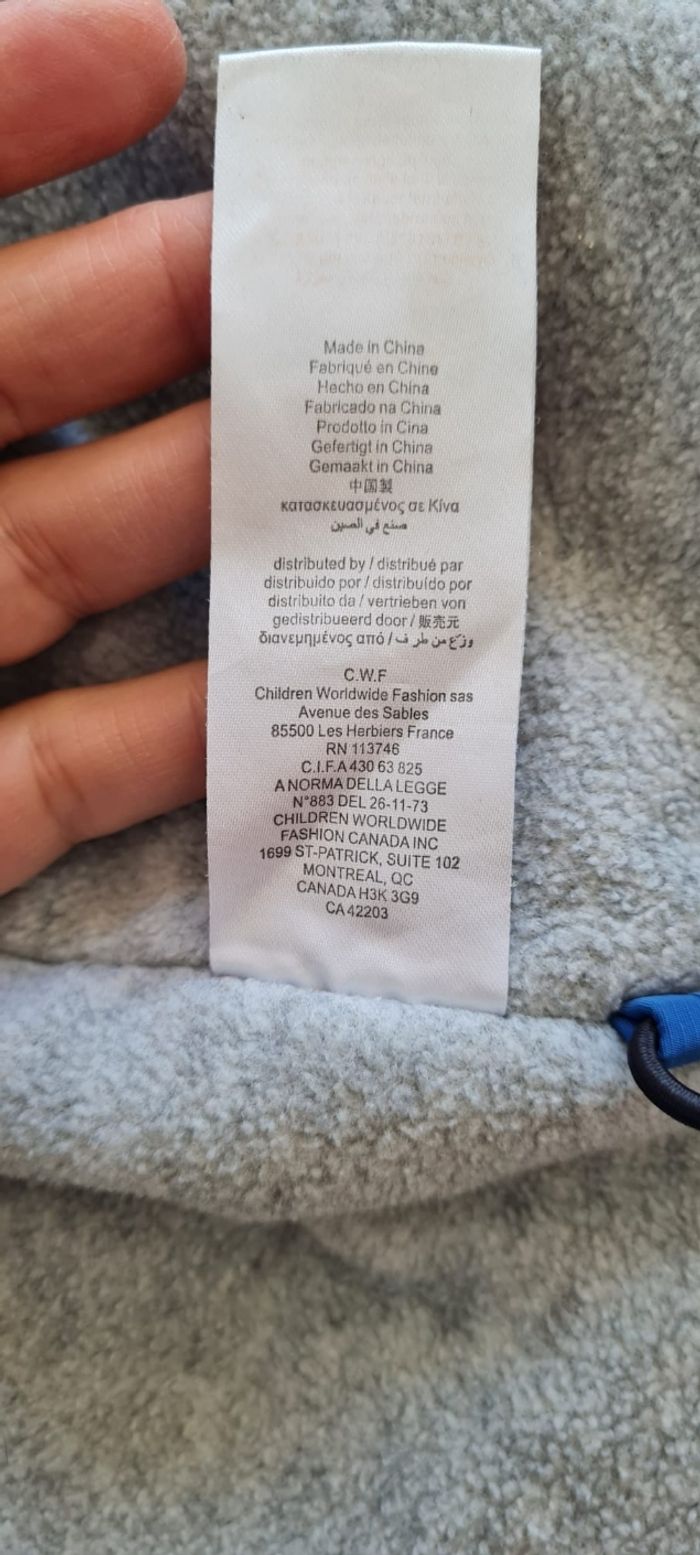 Made in China
Fabriqué en Chine
Hecho en China
Fabricado na China
Prodotto in Cina
Gefertigt in China
Gemaakt in China
中国製
κατασκευασμένος σε Κίνα
صنع في الصين
distributed by / distribué par
distribuido por / distribuído por
distribuito da / vertrieben von
gedistribueerd door / 販売元
διανεμημένος από / وزّع من طرف
C.W.F
Children Worldwide Fashion sas
Avenue des Sables
85500 Les Herbiers France
RN 113746
C.I.F.A 430 63 825
A NORMA DELLA LEGGE
N°883 DEL 26-11-73
CHILDREN WORLDWIDE
FASHION CANADA INC
1699 ST-PATRICK, SUITE 102
MONTREAL, QC
CANADA H3K 3G9
CA 42203